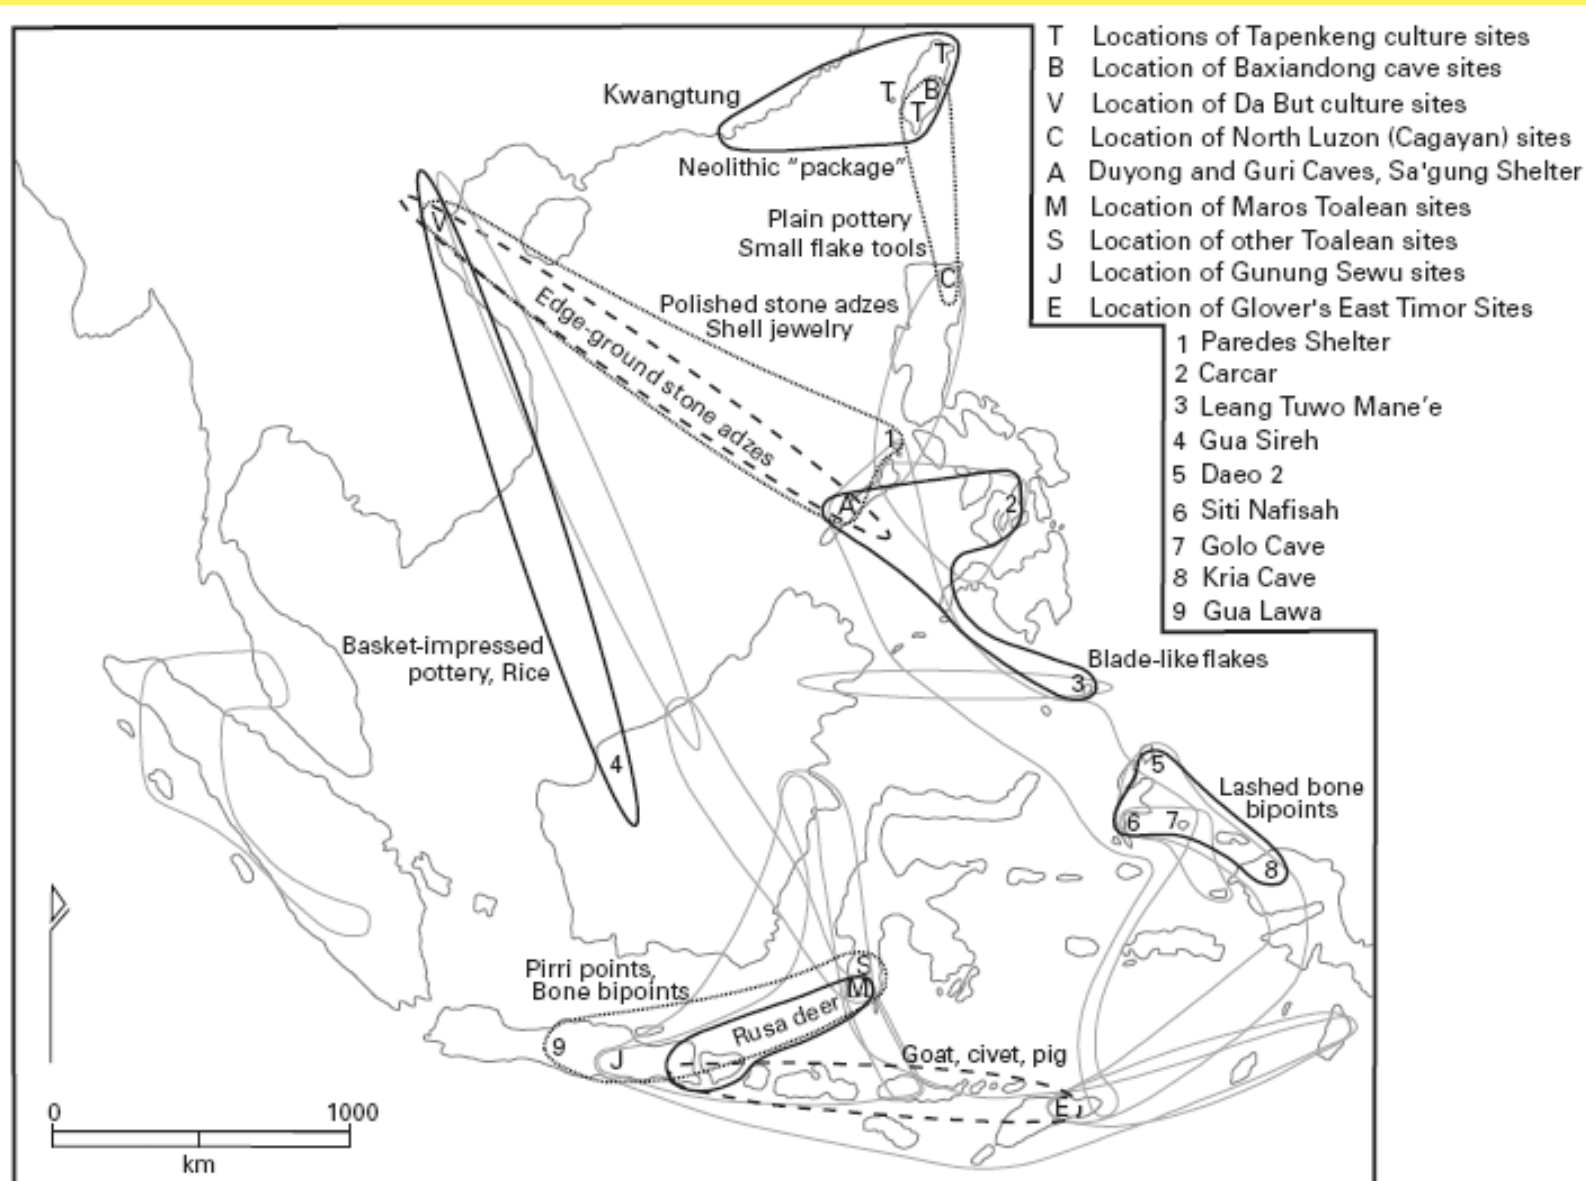 T Locations of Tapenkeng culture sites
B Location of Baxiandong cave sites
V Location of Da But culture sites
C Location of North Luzon (Cagayan) sites
A Duyong and Guri Caves, Sa'gung Shelter
M Location of Maros Toalean sites
S Location of other Toalean sites
J Location of Gunung Sewu sites
E Location of Glover's East Timor Sites
1 Paredes Shelter
2 Carcar
3 Leang Tuwo Mane'e
4 Gua Sireh
5 Daeo 2
6 Siti Nafisah
7 Golo Cave
8 Kria Cave
9 Gua Lawa
T
Kwangtung
T
B
T
Neolithic "package"
V
Plain pottery
Small flake tools
C
Polished stone adzes
Shell jewelry
Edge-ground stone adzes
1
A
2
Basket-impressed
pottery, Rice
Blade-like flakes
3
4
5
Lashed bone
bipoints
6
7
8
Pirri points,
Bone bipoints
S
M
Rusa deer
9
J
Goat, civet, pig
E
0
1000
km